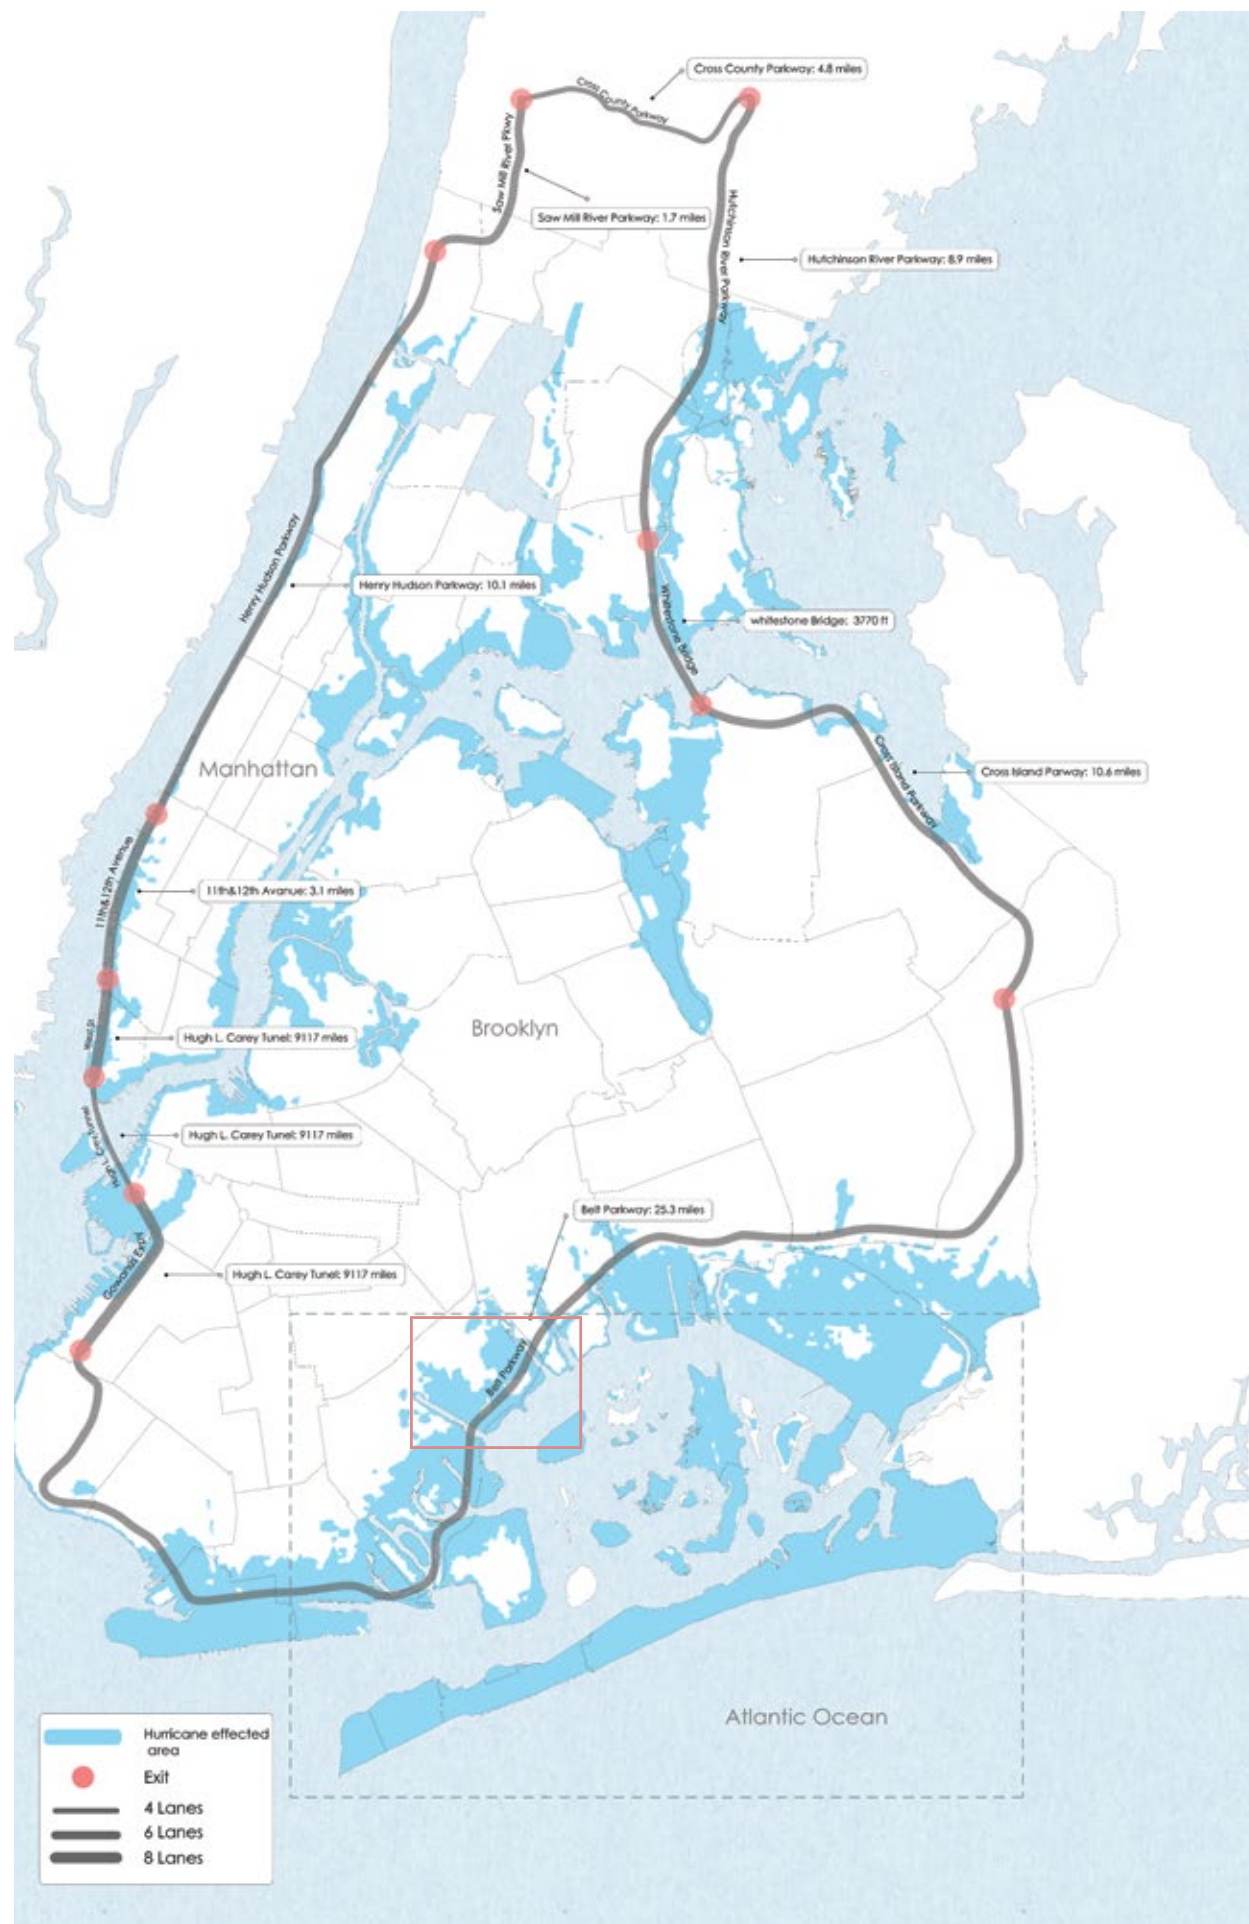 Cross County Parkway: 4.8 miles
Cross County Parkway
Saw Mill River Pkwy
Saw Mill River Parkway: 1.7 miles
Hutchinson River Parkway
Hutchinson River Parkway: 8.9 miles
Henry Hudson Parkway
Henry Hudson Parkway: 10.1 miles
Whitestone Bridge
whitestone Bridge: 3770 ft
Manhattan
Cross Island Parkway
Cross Island Parway: 10.6 miles
11th&12th Avenue
11th&12th Avanue: 3.1 miles
Brooklyn
West St
Hugh L. Carey Tunel: 9117 miles
Hugh L. Carey Tunel: 9117 miles
Belt Parkway: 25.3 miles
Gowanus Expy
Hugh L. Carey Tunel: 9117 miles
Belt Parkway
Atlantic Ocean
Hurricane effected
area
Exit
4 Lanes
6 Lanes
8 Lanes